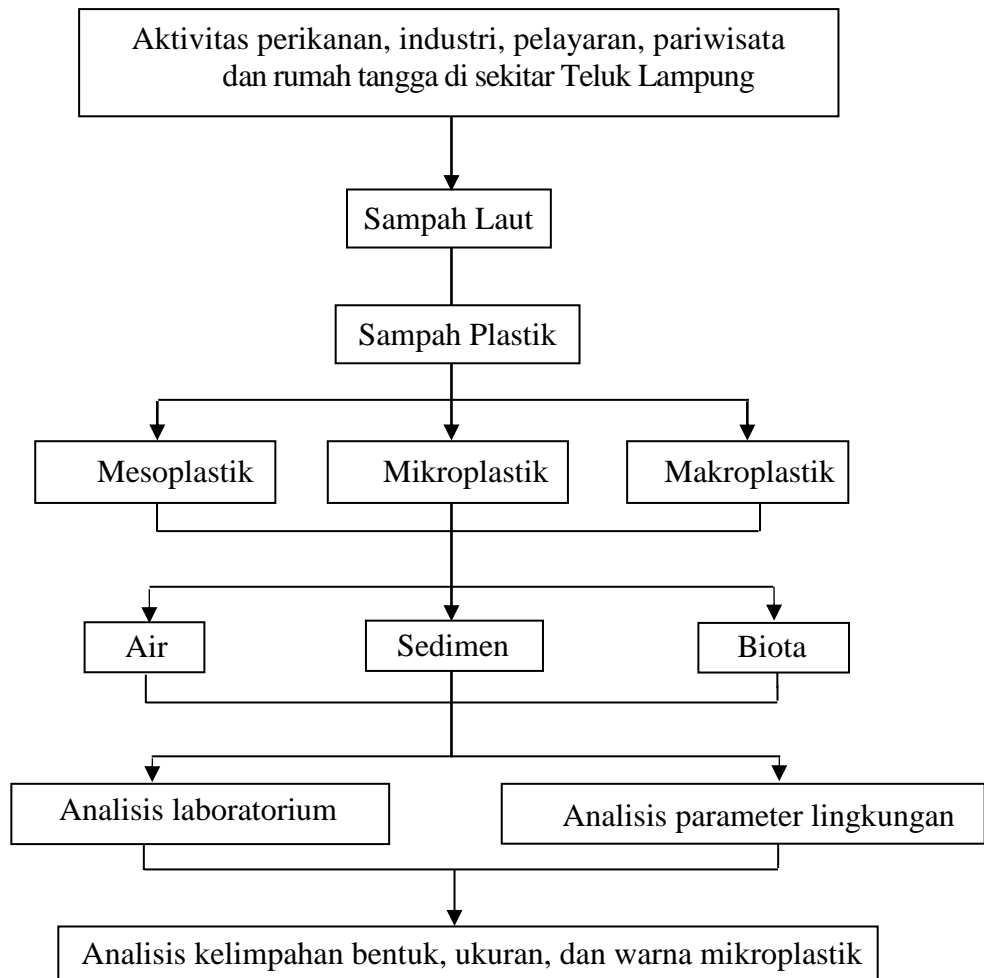 Aktivitas perikanan, industri, pelayaran, pariwisata
dan rumah tangga di sekitar Teluk Lampung
Sampah Laut
Sampah Plastik
Mesoplastik
Mikroplastik
Makroplastik
Air
Sedimen
Biota
Analisis laboratorium
Analisis parameter lingkungan
Analisis kelimpahan bentuk, ukuran, dan warna mikroplastik